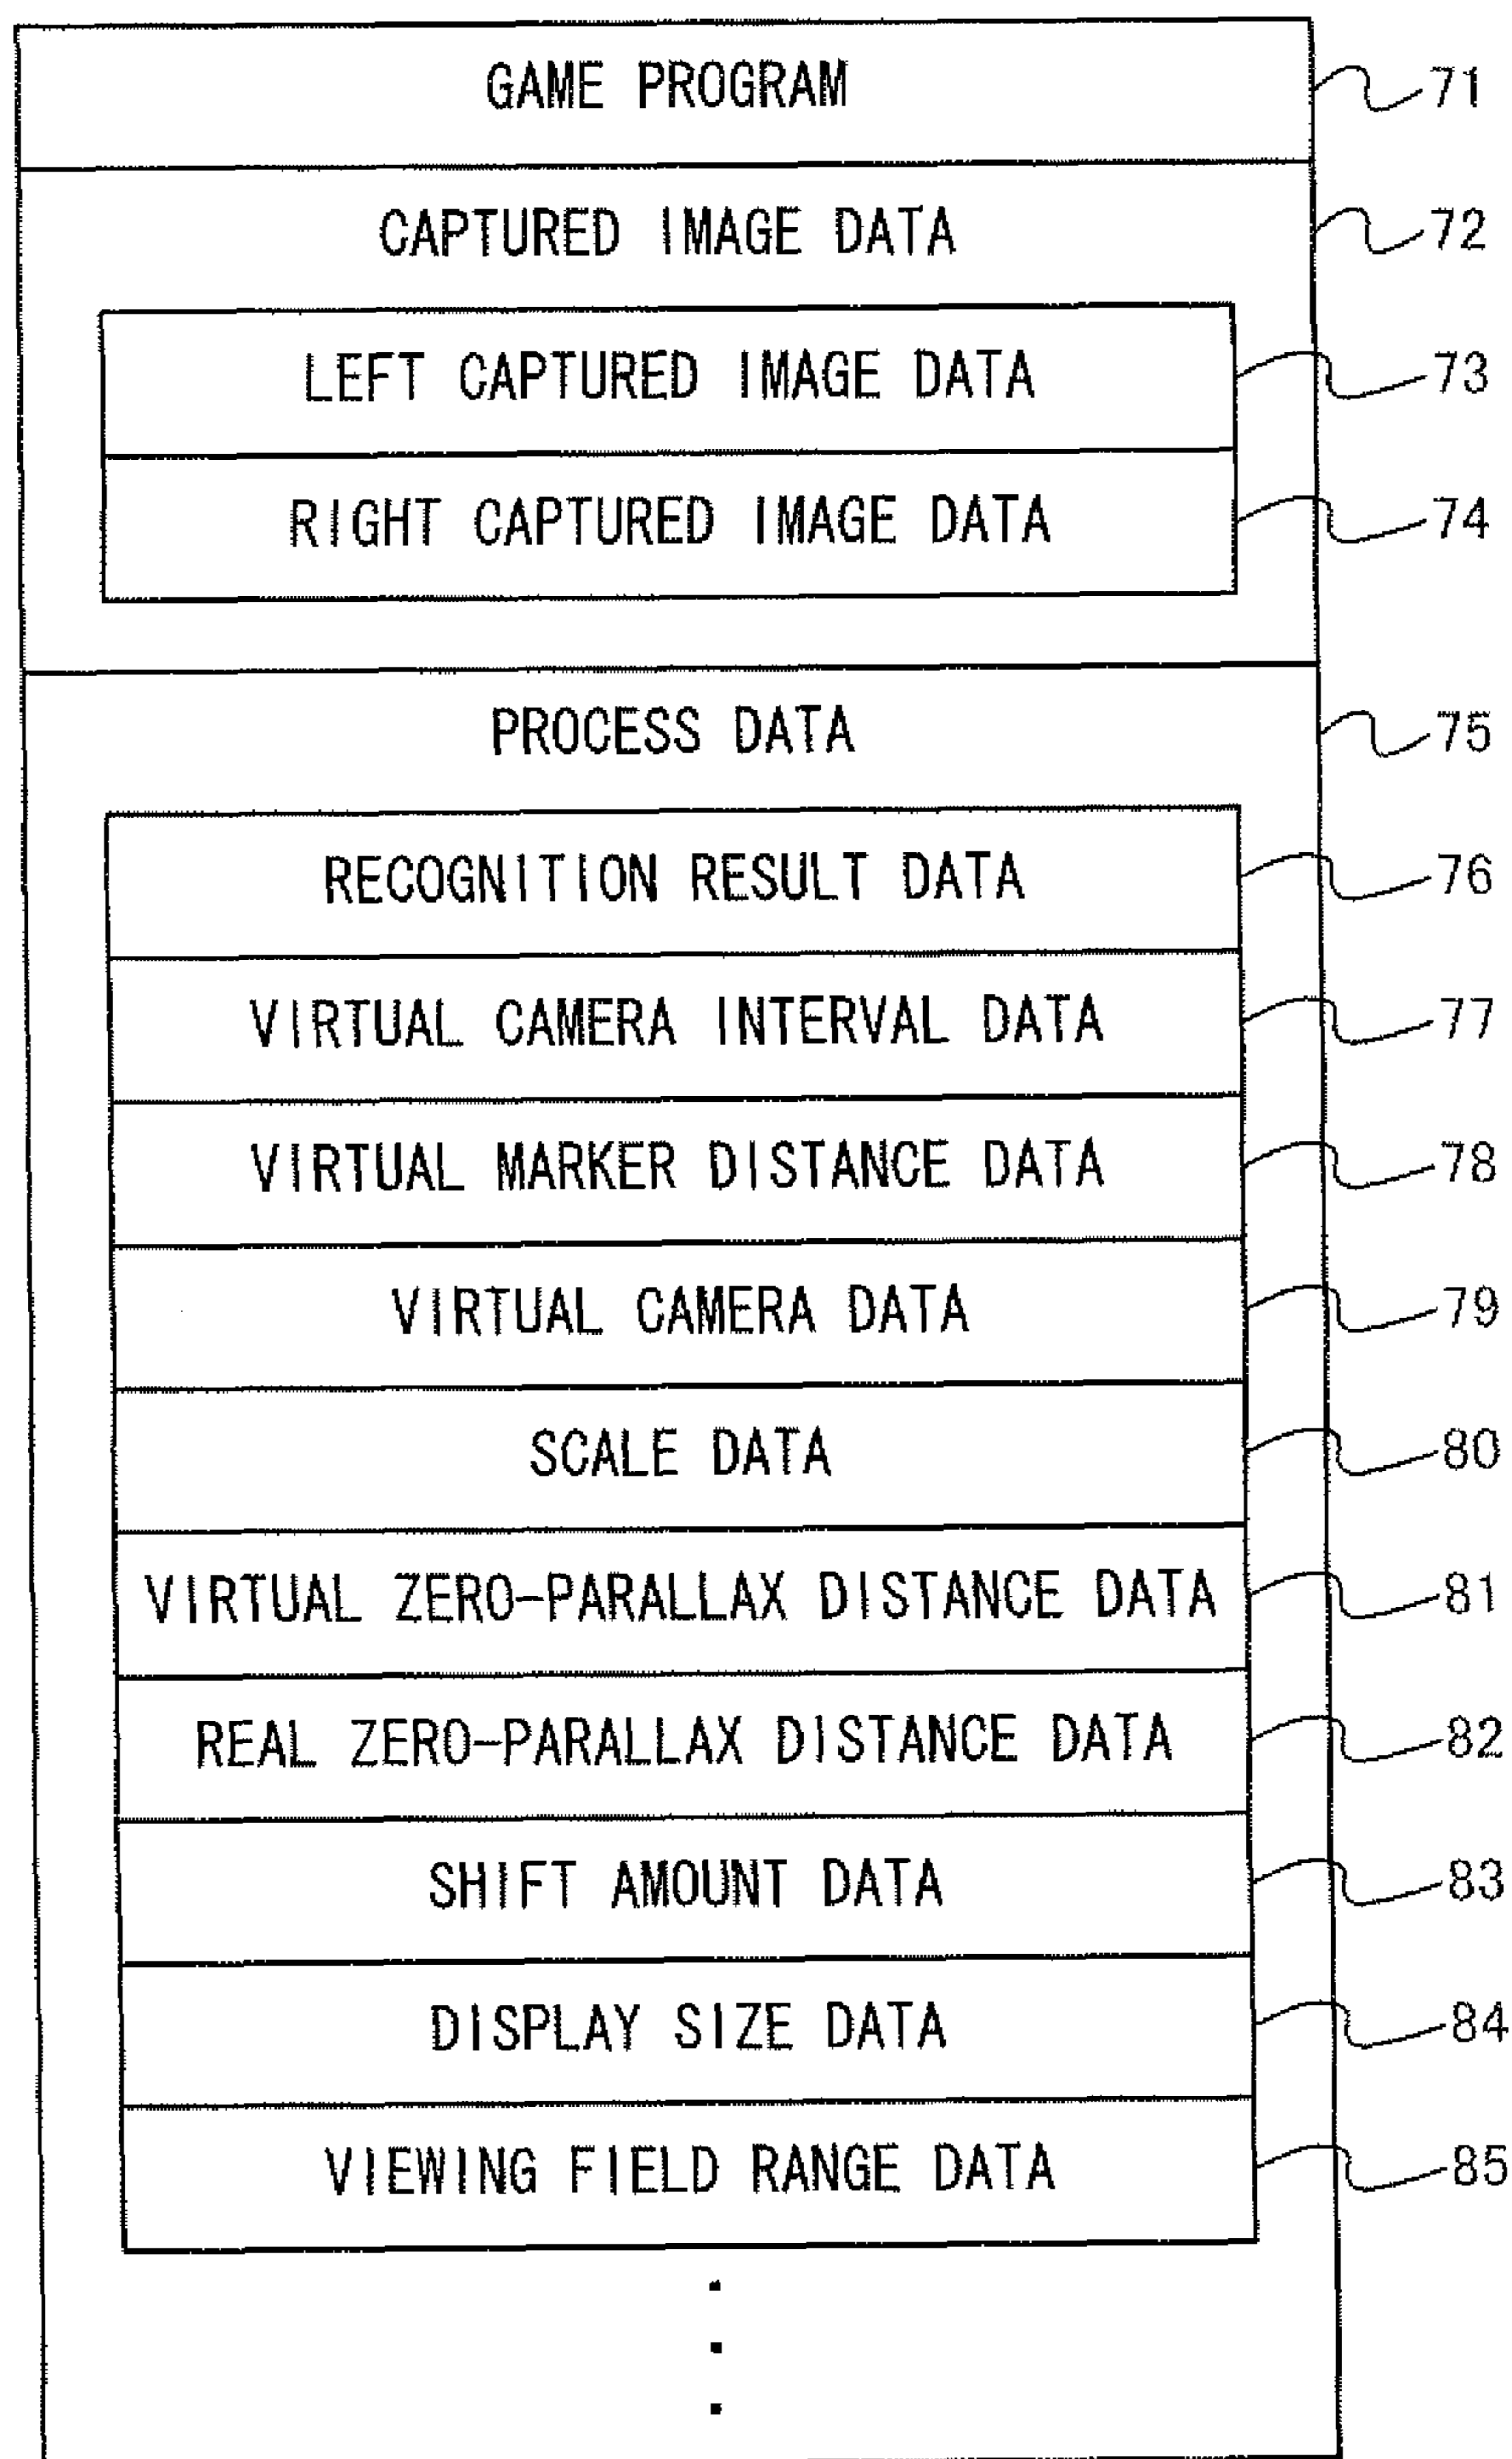 GAME PROGRAM 71
CAPTURED IMAGE DATA 72
LEFT CAPTURED IMAGE DATA 73
RIGHT CAPTURED IMAGE DATA 74
PROCESS DATA 75
RECOGNITION RESULT DATA 76
VIRTUAL CAMERA INTERVAL DATA 77
VIRTUAL MARKER DISTANCE DATA 78
VIRTUAL CAMERA DATA 79
SCALE DATA 80
VIRTUAL ZERO-PARALLAX DISTANCE DATA 81
REAL ZERO-PARALLAX DISTANCE DATA 82
SHIFT AMOUNT DATA 83
DISPLAY SIZE DATA 84
VIEWING FIELD RANGE DATA 85